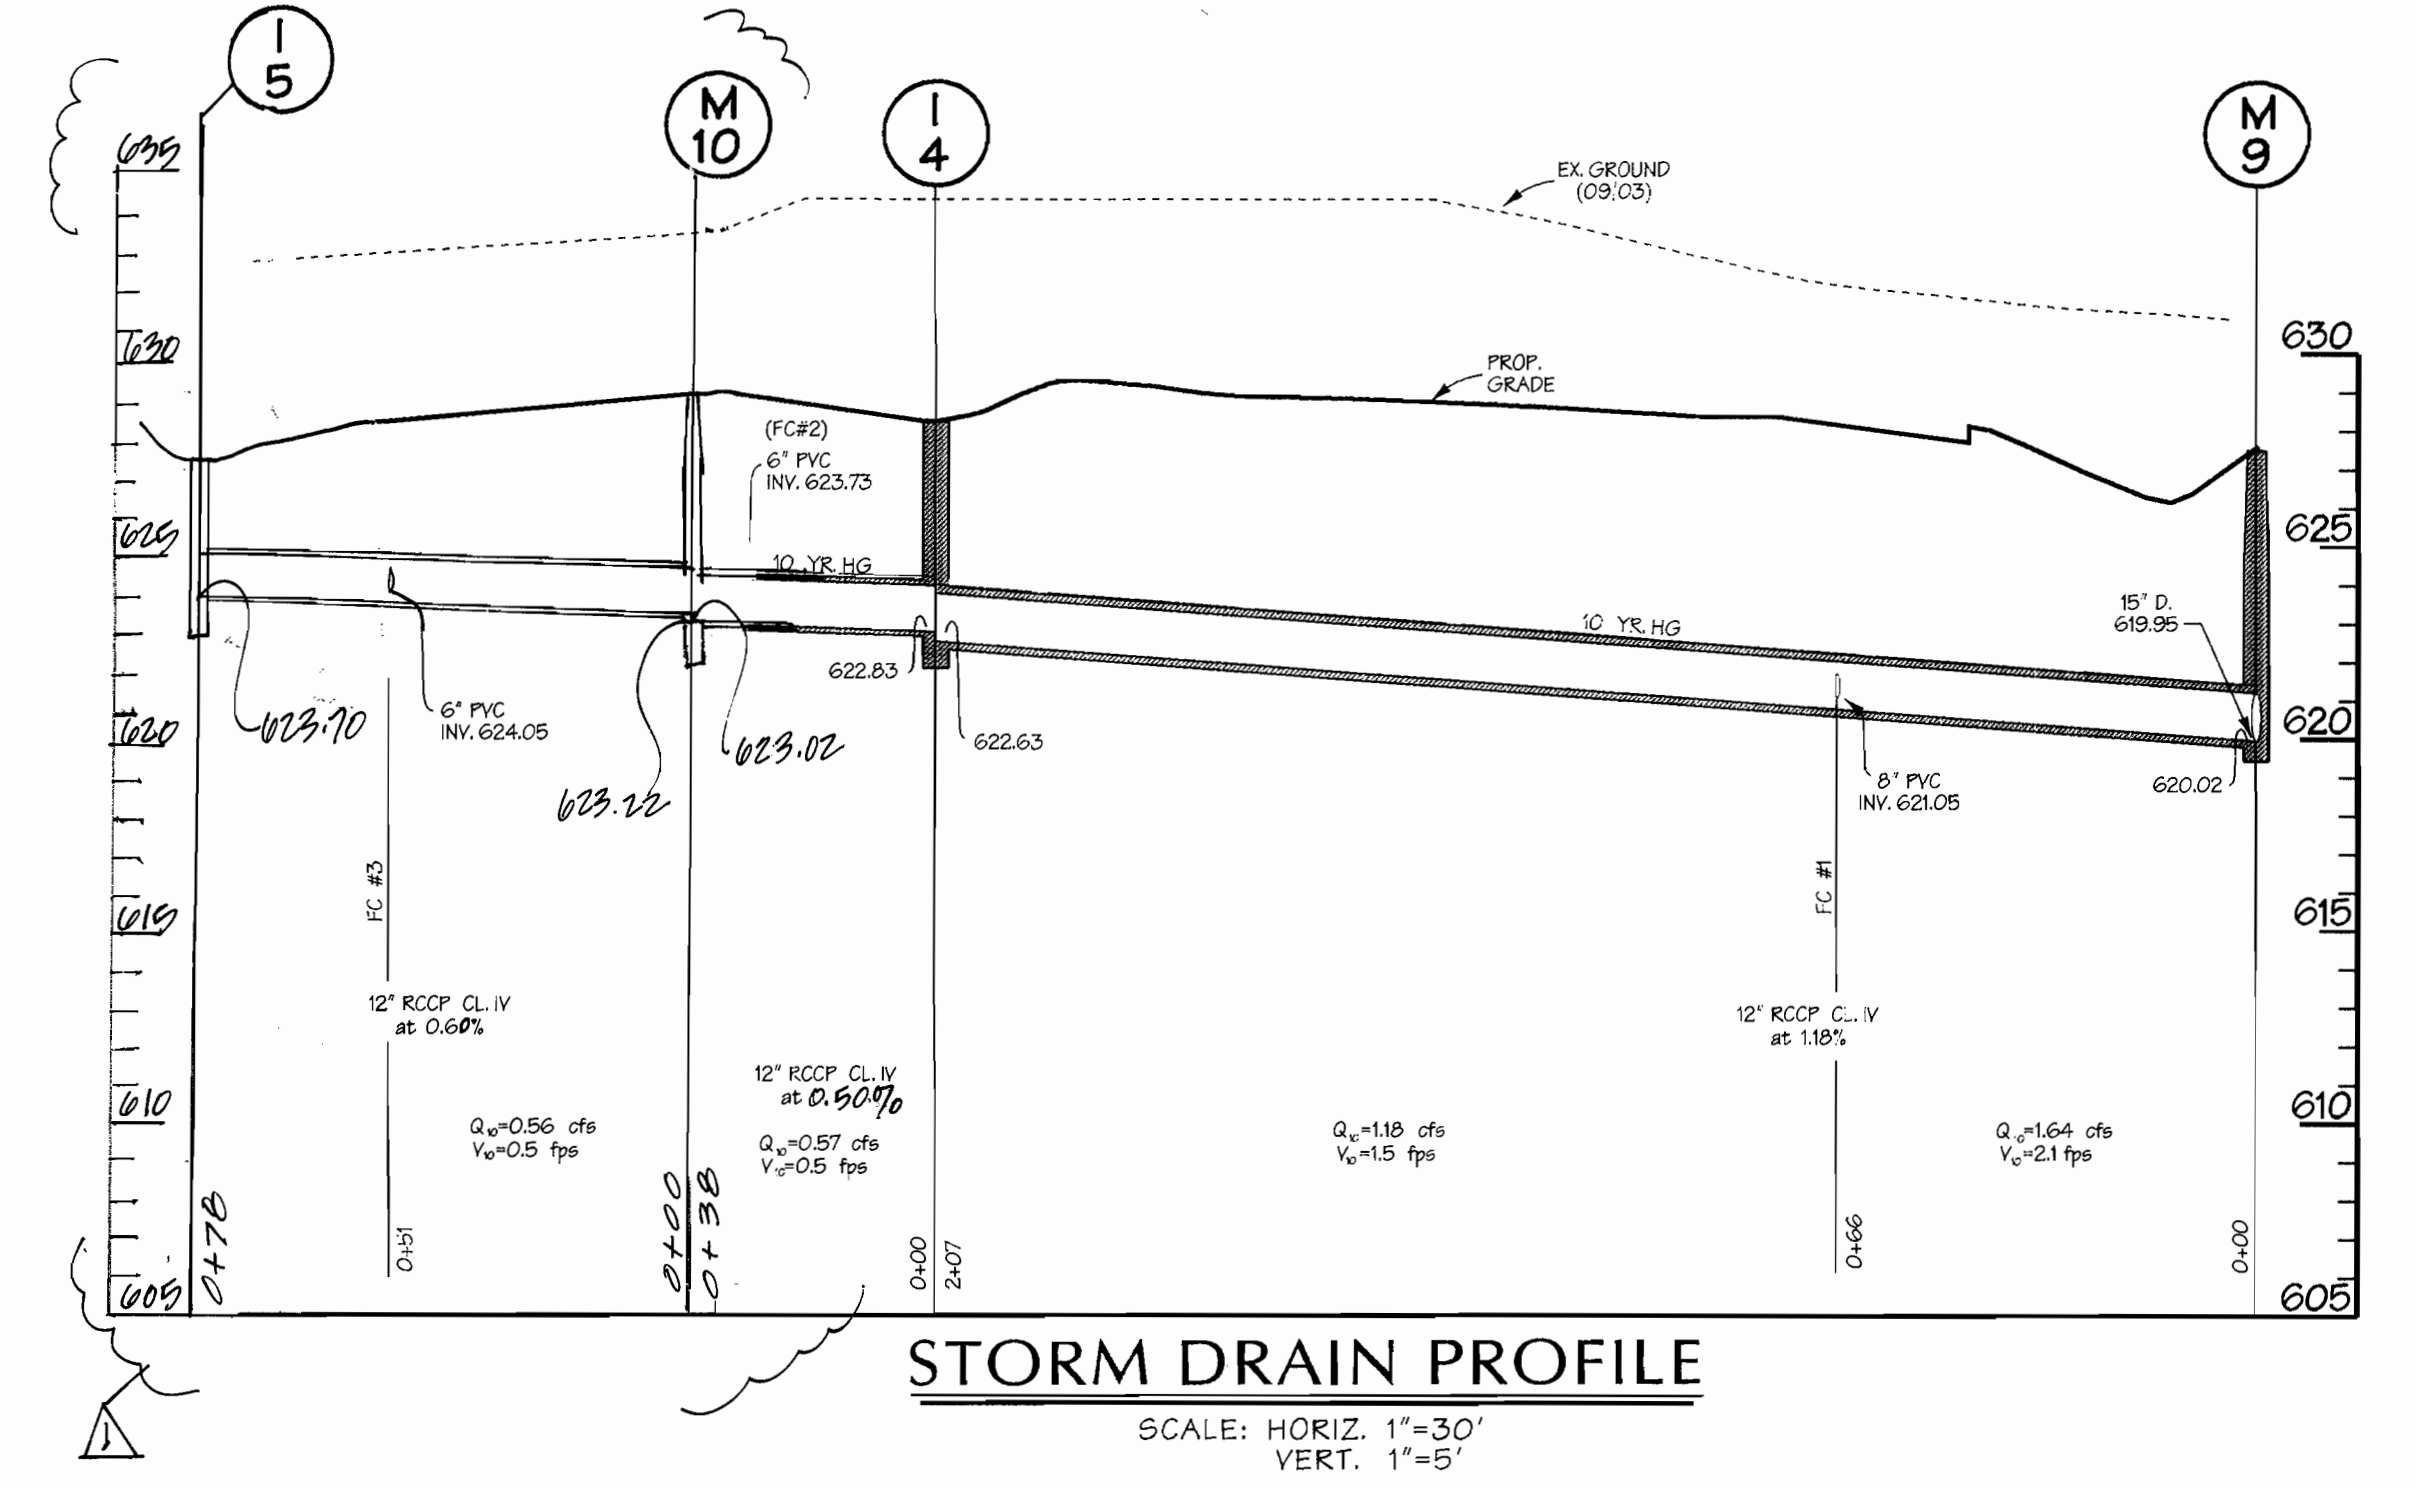 I
5
M
10
I
4
M
9
635
630
625
620
615
610
605
EX. GROUND
(09/03)
PROP.
GRADE
630
625
620
615
610
605
(FC#2)
6" PVC
INV. 623.73
10 YR. HG
10 YR. HG
15" D.
619.95
622.83
622.63
623.70
6" PVC
INV. 624.05
623.02
623.22
620.02
8" PVC
INV. 621.05
FC #3
FC #1
12" RCCP CL. IV
at 0.60%
12" RCCP CL. IV
at 0.50%
12" RCCP CL. IV
at 1.18%
Q10=0.56 cfs
V10=0.5 fps
Q10=0.57 cfs
V10=0.5 fps
Q10=1.18 cfs
V10=1.5 fps
Q10=1.64 cfs
V10=2.1 fps
0+78
0+51
0+00
0+38
0+00
2+07
0+66
0+00
1
STORM DRAIN PROFILE
SCALE: HORIZ. 1"=30'
VERT. 1"=5'